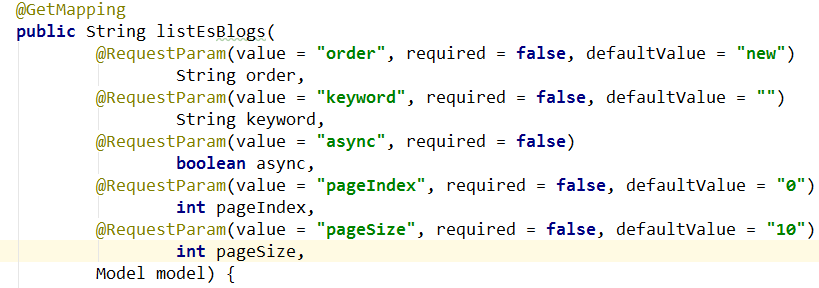 @GetMapping
public String listEsBlogs(
@RequestParam(value = "order", required = false, defaultValue = "new")
String order,
@RequestParam(value = "keyword", required = false, defaultValue = "")
String keyword,
@RequestParam(value = "async", required = false)
boolean async,
@RequestParam(value = "pageIndex", required = false, defaultValue = "0")
int pageIndex,
@RequestParam(value = "pageSize", required = false, defaultValue = "10")
int pageSize,
Model model) {